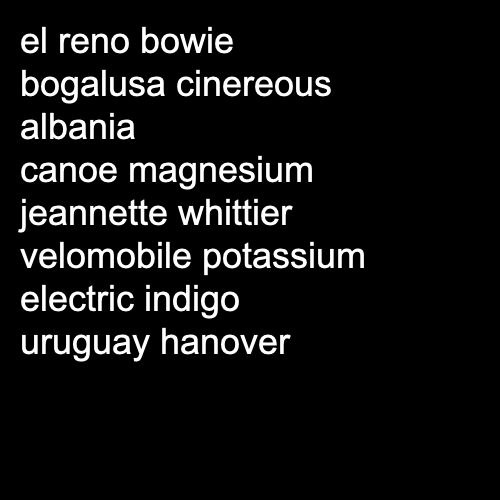 el reno bowie
bogalusa cinereous
albania
canoe magnesium
jeannette whittier
velomobile potassium
electric indigo
uruguay hanover